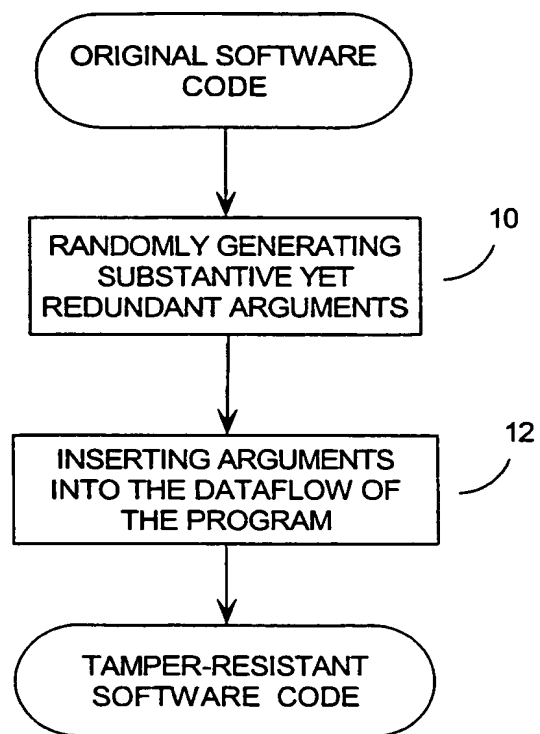 ORIGINAL SOFTWARE
CODE
10
RANDOMLY GENERATING
SUBSTANTIVE YET
REDUNDANT ARGUMENTS
12
INSERTING ARGUMENTS
INTO THE DATAFLOW OF
THE PROGRAM
TAMPER-RESISTANT
SOFTWARE CODE